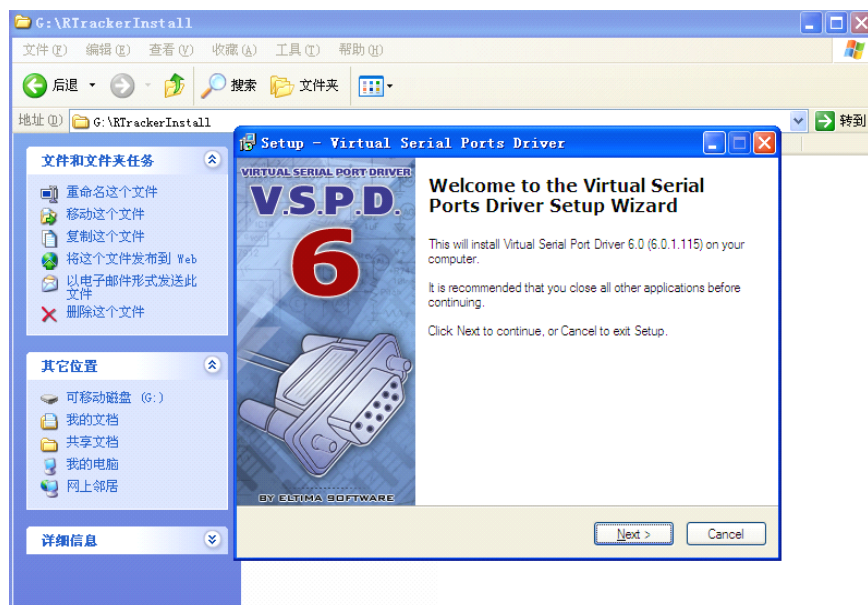 G:\RTrackerInstall
文件(F) 编辑(E) 查看(V) 收藏(A) 工具(T) 帮助(H)
后退 搜索 文件夹
地址(D) G:\RTrackerInstall 转到
文件和文件夹任务
重命名这个文件
移动这个文件
复制这个文件
将这个文件发布到 Web
以电子邮件形式发送此
文件
删除这个文件
其它位置
可移动磁盘 (G:)
我的文档
共享文档
我的电脑
网上邻居
详细信息
Setup - Virtual Serial Ports Driver
VIRTUAL SERIAL PORT DRIVER
V.S.P.D.
6
BY ELTIMA SOFTWARE
Welcome to the Virtual Serial
Ports Driver Setup Wizard
This will install Virtual Serial Port Driver 6.0 (6.0.1.115) on your
computer.
It is recommended that you close all other applications before
continuing.
Click Next to continue, or Cancel to exit Setup.
Next > Cancel